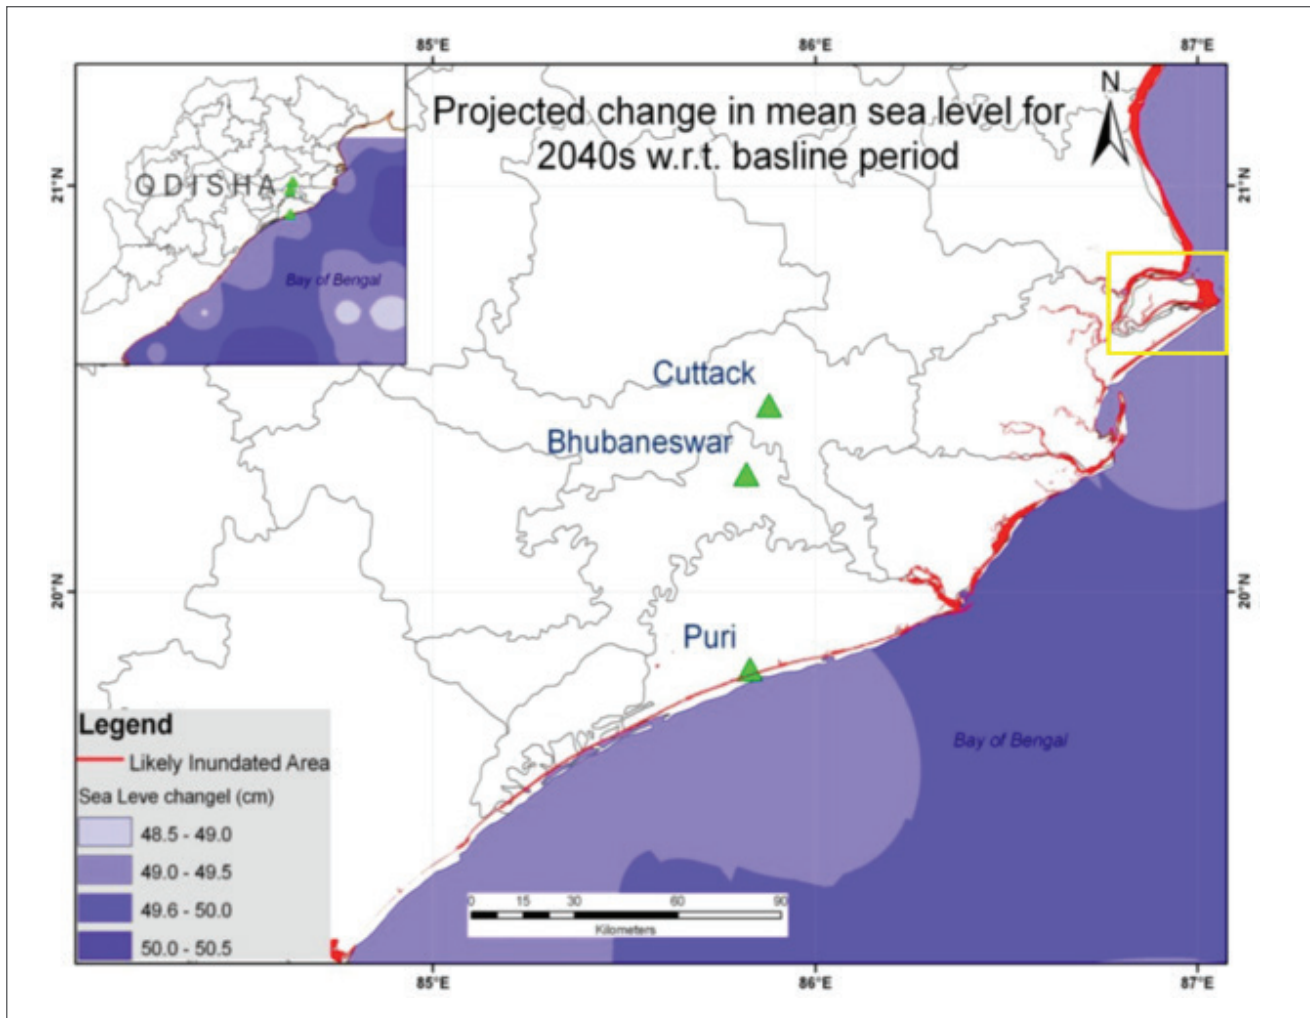 85°E
86°E
87°E
N
Projected change in mean sea level for
2040s w.r.t. basline period
ODISHA
Bay of Bengal
21°N
21°N
Cuttack
Bhubaneswar
20°N
20°N
Puri
Bay of Bengal
Legend
Likely Inundated Area
Sea Leve changel (cm)
48.5 - 49.0
49.0 - 49.5
49.6 - 50.0
50.0 - 50.5
0 15 30 60 90
Kilometers
85°E
86°E
87°E